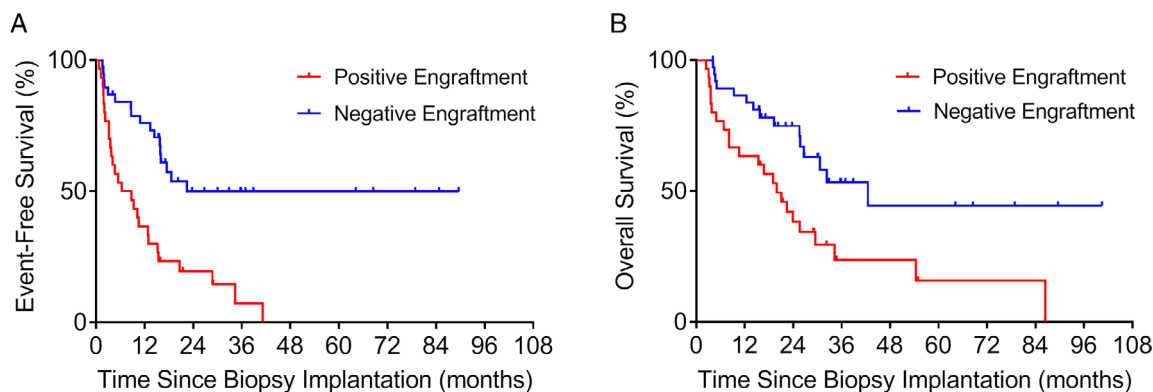 A
Event-Free Survival (%)
100
50
0
Positive Engraftment
Negative Engraftment
0 12 24 36 48 60 72 84 96 108
Time Since Biopsy Implantation (months)
B
Overall Survival (%)
100
50
0
Positive Engraftment
Negative Engraftment
0 12 24 36 48 60 72 84 96 108
Time Since Biopsy Implantation (months)